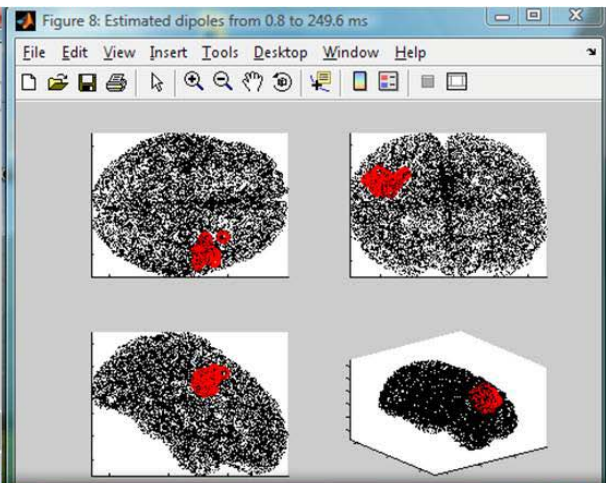 Figure 8: Estimated dipoles from 0.8 to 249.6 ms
File Edit View Insert Tools Desktop Window Help